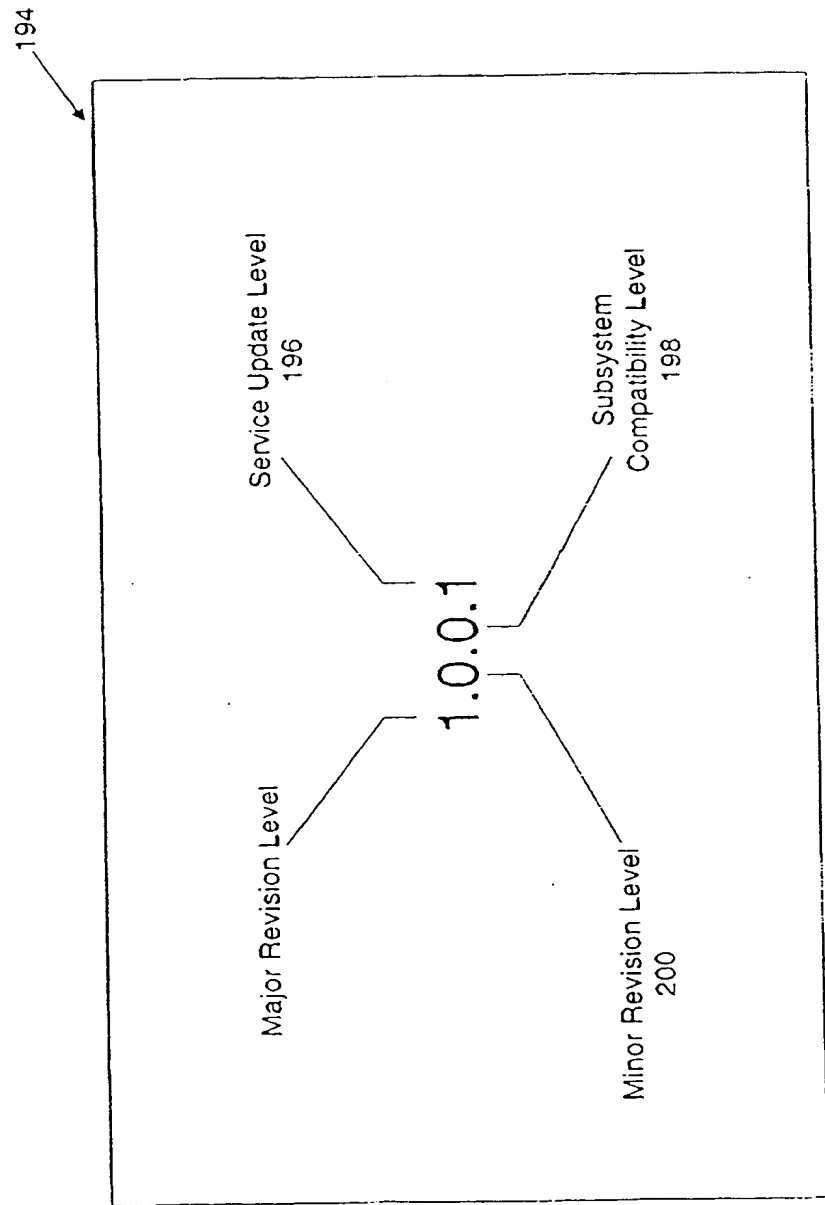 194
Major Revision Level
Service Update Level
196
1.0.0.1
Minor Revision Level
200
Subsystem
Compatibility Level
198